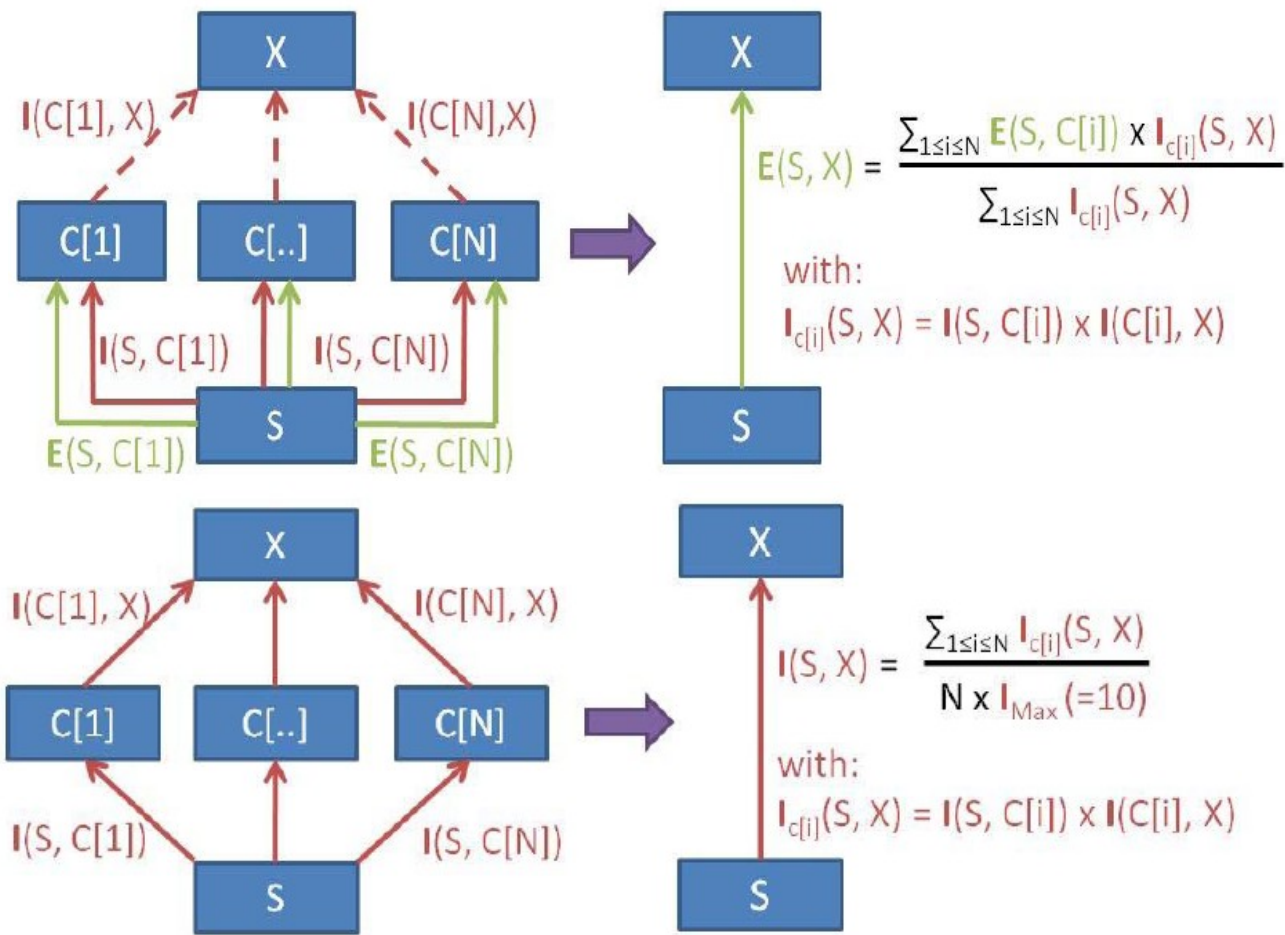 X
I(C[1], X)
I(C[N],X)
C[1]
C[..]
C[N]
I(S, C[1])
I(S, C[N])
S
E(S, C[1])
E(S, C[N])
X
E(S, X) = ∑1≤i≤N E(S, C[i]) x Ic[i](S, X)
∑1≤i≤N Ic[i](S, X)
with:
Ic[i](S, X) = I(S, C[i]) x I(C[i], X)
S
X
I(C[1], X)
I(C[N], X)
C[1]
C[..]
C[N]
I(S, C[1])
I(S, C[N])
S
X
I(S, X) = ∑1≤i≤N Ic[i](S, X)
N x IMax (=10)
with:
Ic[i](S, X) = I(S, C[i]) x I(C[i], X)
S